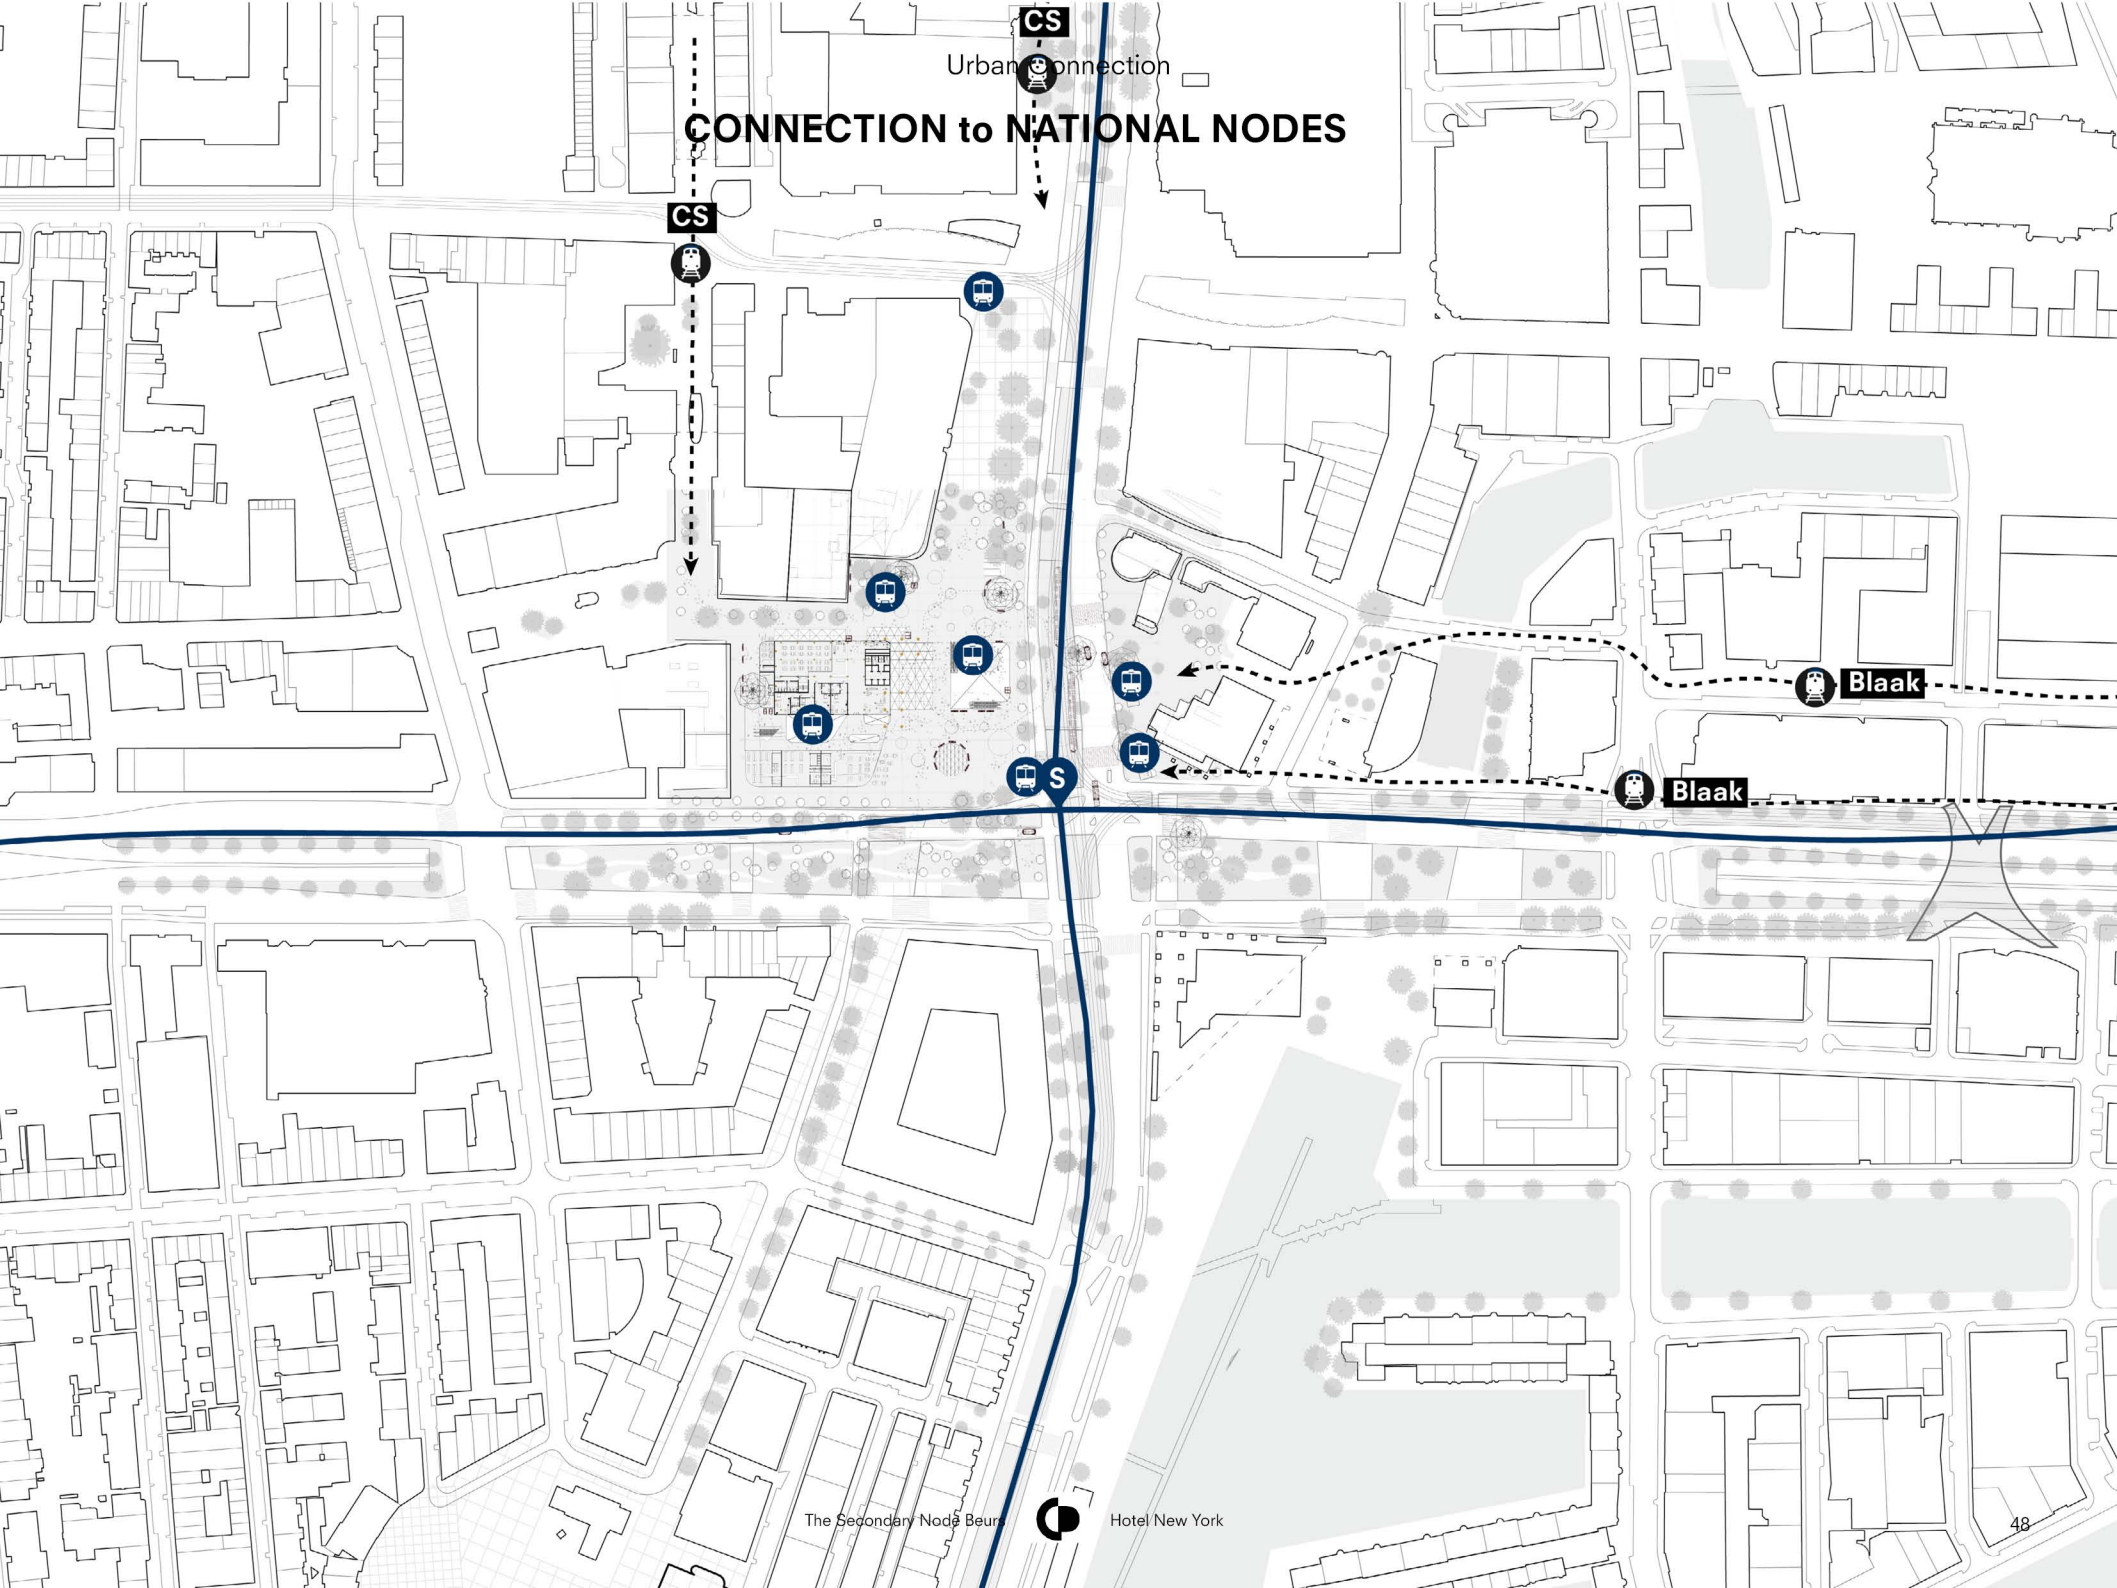 CS
Urban Connection
CONNECTION to NATIONAL NODES
CS
Blaak
S
Blaak
The Secondary Node Beurs
Hotel New York
48